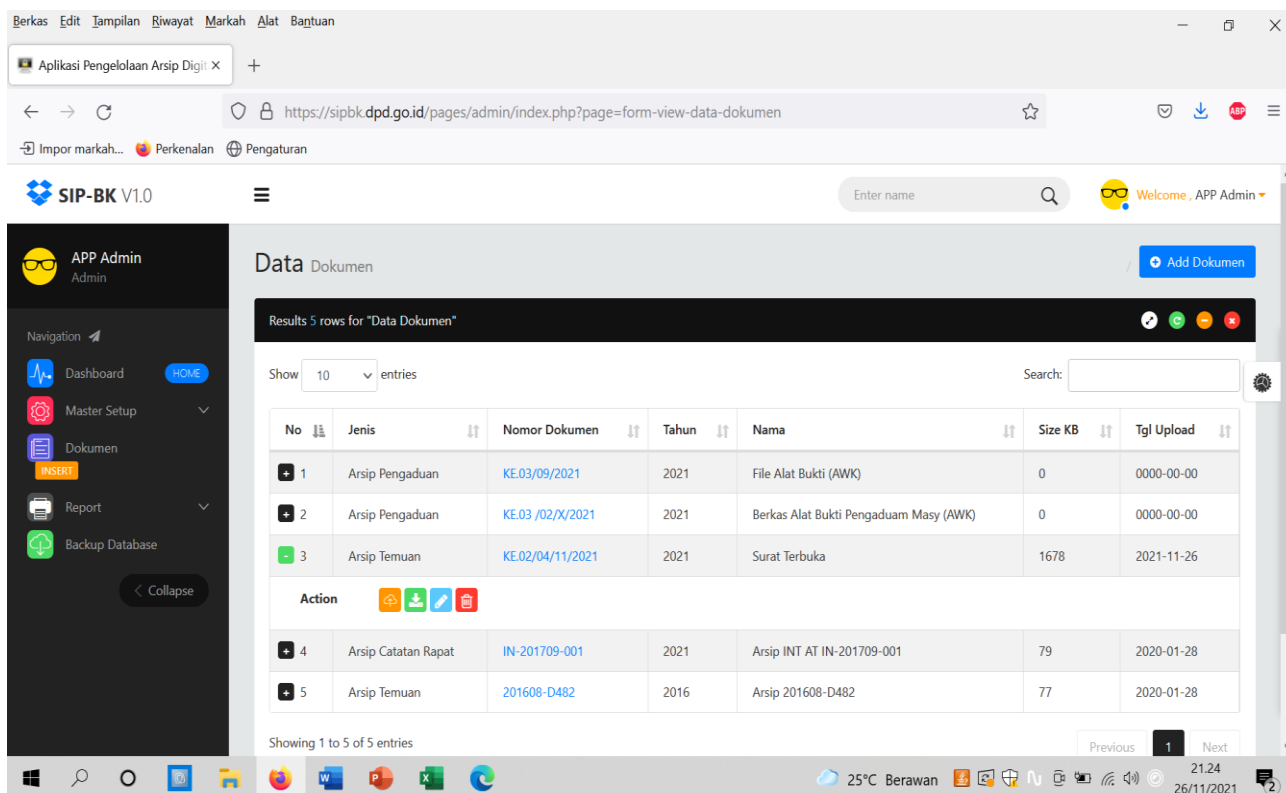 Berkas Edit Tampilan Riwayat Markah Alat Bantuan
Aplikasi Pengelolaan Arsip Digit
https://sipbk.dpd.go.id/pages/admin/index.php?page=form-view-data-dokumen
ABP
Impor markah... Perkenalan Pengaturan
SIP-BK V1.0
Enter name
Welcome , APP Admin
APP Admin
Admin
Navigation
Dashboard HOME
Master Setup
Dokumen
INSERT
Report
Backup Database
Collapse
Data Dokumen
/ Add Dokumen
Results 5 rows for "Data Dokumen"
Show 10 entries
Search:
No Jenis Nomor Dokumen Tahun Nama Size KB Tgl Upload
1 Arsip Pengaduan KE.03/09/2021 2021 File Alat Bukti (AWK) 0 0000-00-00
2 Arsip Pengaduan KE.03 /02/X/2021 2021 Berkas Alat Bukti Pengaduam Masy (AWK) 0 0000-00-00
3 Arsip Temuan KE.02/04/11/2021 2021 Surat Terbuka 1678 2021-11-26
Action
4 Arsip Catatan Rapat IN-201709-001 2021 Arsip INT AT IN-201709-001 79 2020-01-28
5 Arsip Temuan 201608-D482 2016 Arsip 201608-D482 77 2020-01-28
Showing 1 to 5 of 5 entries
Previous 1 Next
25°C Berawan
21.24
26/11/2021
2